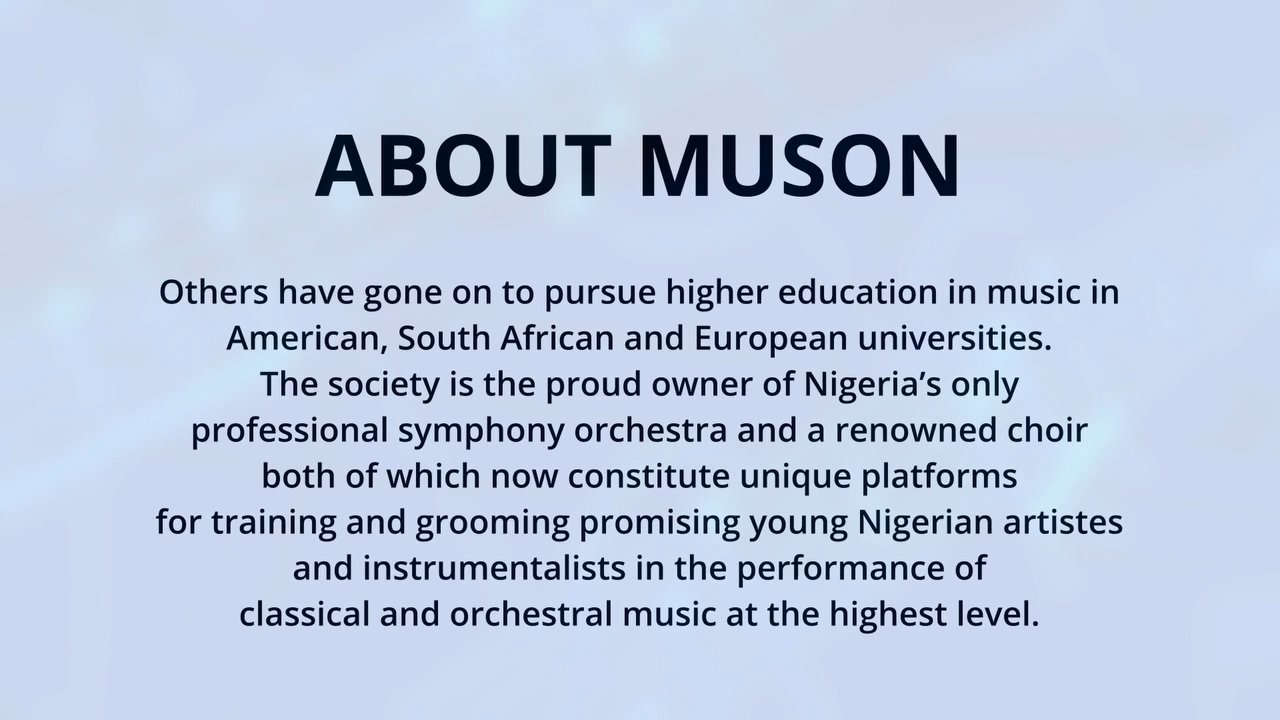 ABOUT MUSON
Others have gone on to pursue higher education in music in
American, South African and European universities.
The society is the proud owner of Nigeria’s only
professional symphony orchestra and a renowned choir
both of which now constitute unique platforms
for training and grooming promising young Nigerian artistes
and instrumentalists in the performance of
classical and orchestral music at the highest level.